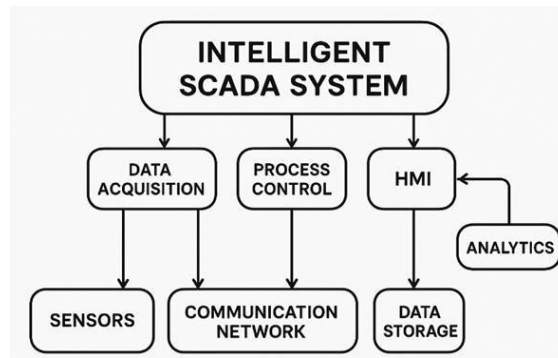 INTELLIGENT
SCADA SYSTEM
DATA
ACQUISITION
PROCESS
CONTROL
HMI
ANALYTICS
SENSORS
COMMUNICATION
NETWORK
DATA
STORAGE